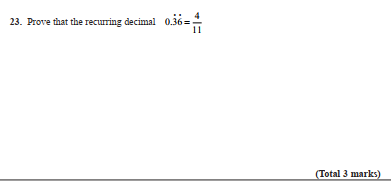 23. Prove that the recurring decimal 0.3̇6̇ = 4/11
(Total 3 marks)